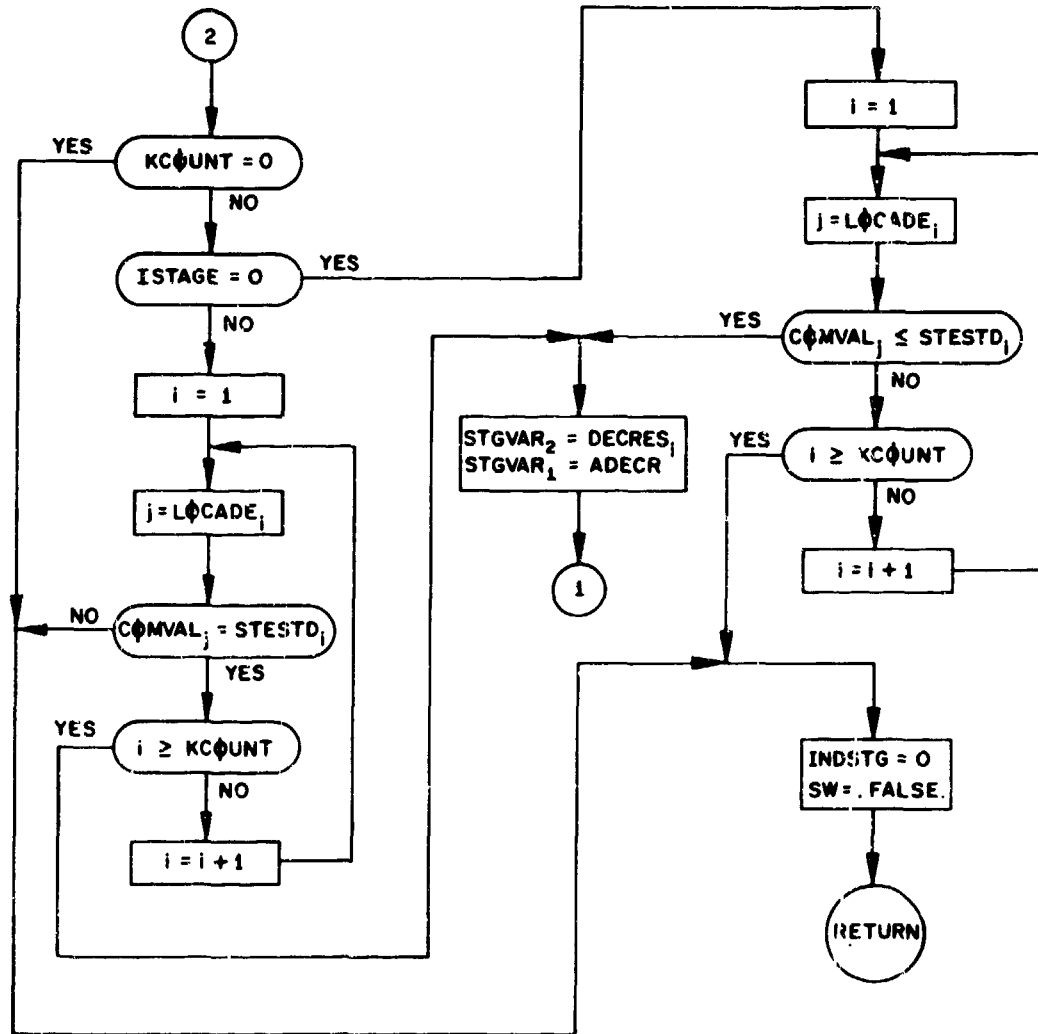 2
YES
KCØUNT = 0
NO
ISTAGE = 0
YES
NO
i = 1
j=LØCADE_i
NO
CØMVAL_j = STESTD_i
YES
YES
i ≥ KCØUNT
NO
i = i + 1
i = 1
j=LØCADE_i
YES
CØMVAL_j ≤ STESTD_i
NO
STGVAR_2 = DECRES_i
STGVAR_1 = ADECR
1
YES
i ≥ KCØUNT
NO
i=i+1
INDSTG = 0
SW=.FALSE.
RETURN